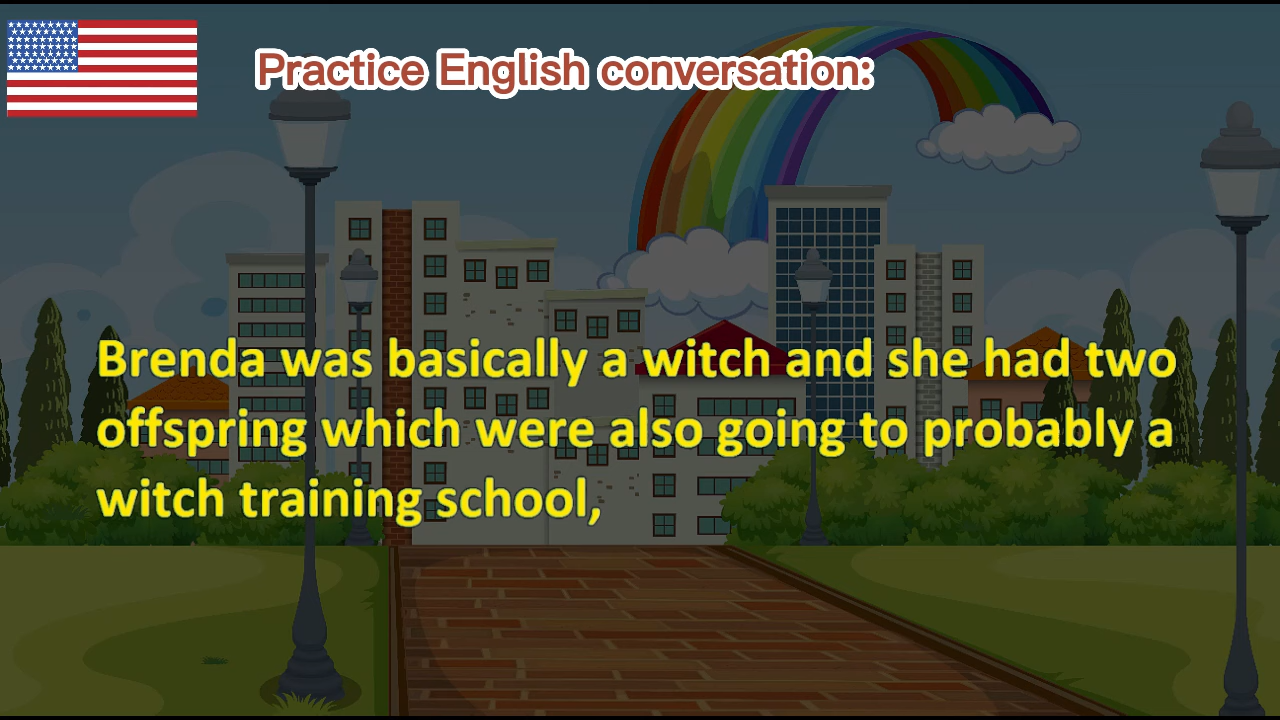 Practice English conversation:
Brenda was basically a witch and she had two
offspring which were also going to probably a
witch training school,